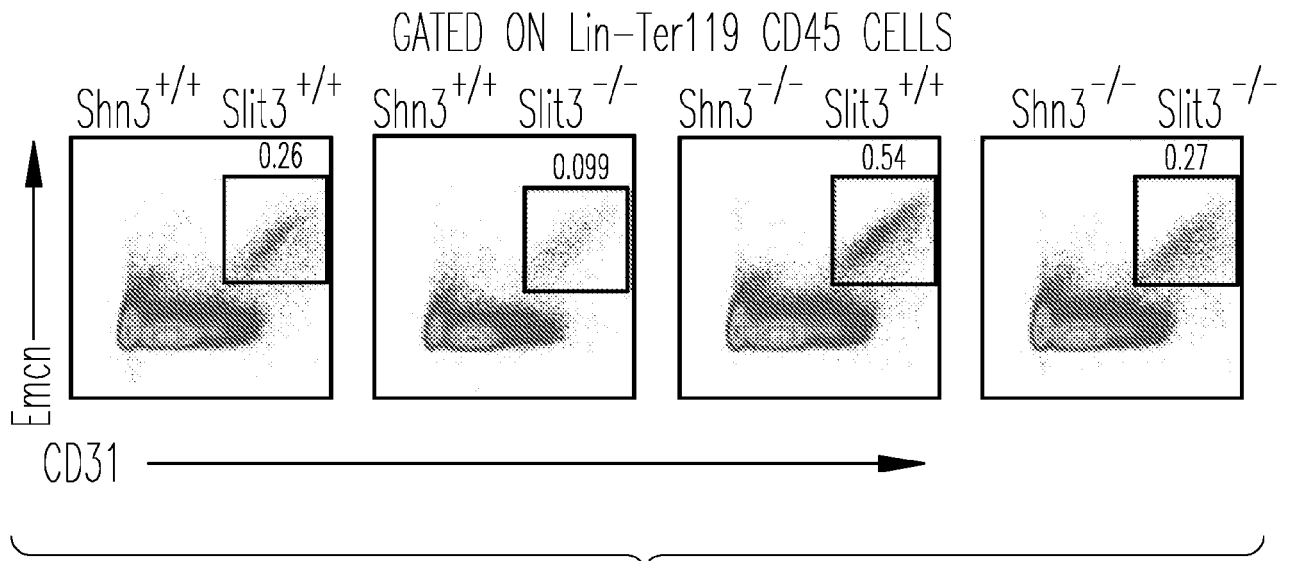 GATED ON Lin-Ter119 CD45 CELLS
Shn3+/+ Slit3+/+ Shn3+/+ Slit3-/- Shn3-/- Slit3+/+ Shn3-/- Slit3-/-
0.26 0.099 0.54 0.27
Emcn
CD31